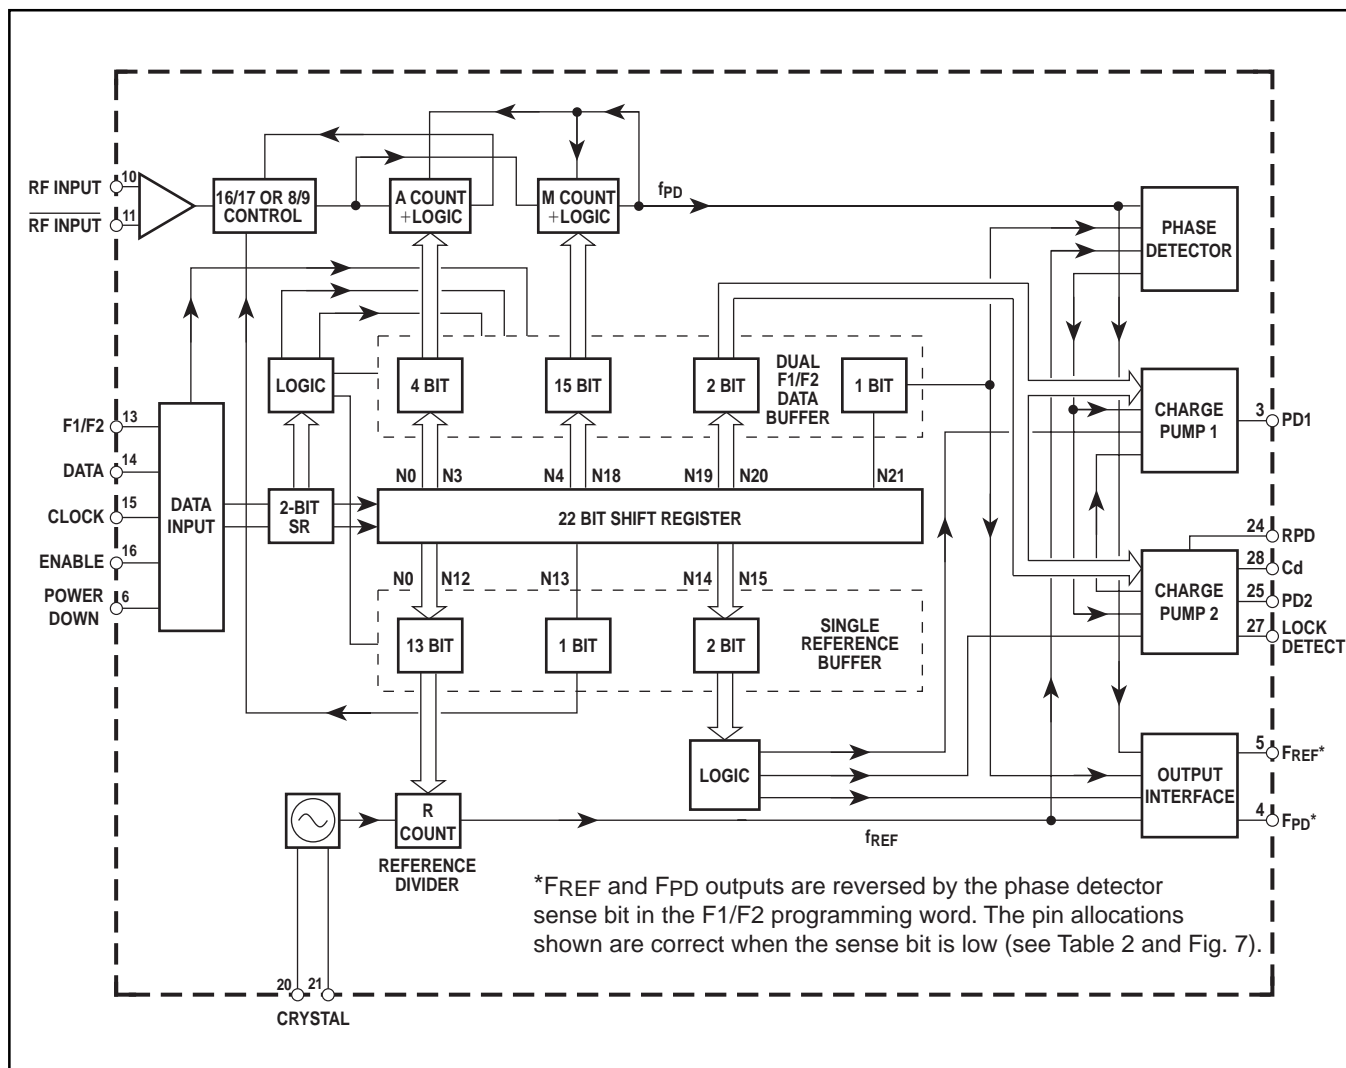 10
RF INPUT
11
RF INPUT
16/17 OR 8/9
CONTROL
A COUNT
+LOGIC
M COUNT
+LOGIC
fPD
PHASE
DETECTOR
LOGIC
4 BIT
15 BIT
2 BIT
DUAL
F1/F2
DATA
BUFFER
1 BIT
CHARGE
PUMP 1
3
PD1
F1/F2
13
DATA
14
CLOCK
15
ENABLE
16
POWER
DOWN
6
DATA
INPUT
2-BIT
SR
N0
N3
N4
N18
N19
N20
N21
22 BIT SHIFT REGISTER
N0
N12
N13
N14
N15
13 BIT
1 BIT
2 BIT
SINGLE
REFERENCE
BUFFER
CHARGE
PUMP 2
24
RPD
28
Cd
25
PD2
27
LOCK
DETECT
LOGIC
OUTPUT
INTERFACE
5
FREF*
4
FPD*
R
COUNT
REFERENCE
DIVIDER
fREF
*FREF and FPD outputs are reversed by the phase detector
sense bit in the F1/F2 programming word. The pin allocations
shown are correct when the sense bit is low (see Table 2 and Fig. 7).
20
21
CRYSTAL